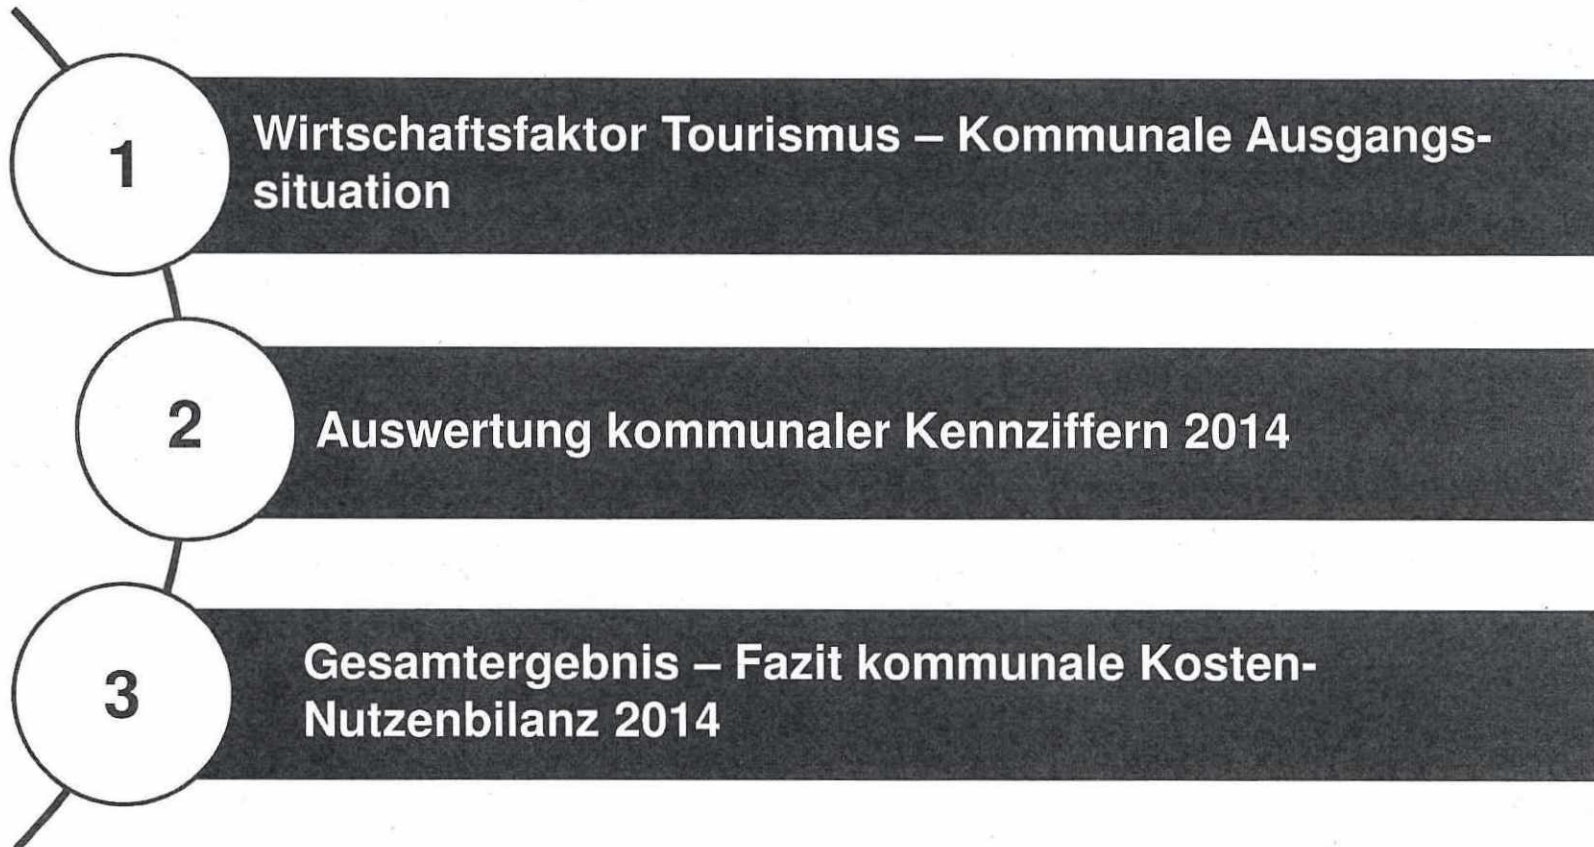 1
Wirtschaftsfaktor Tourismus – Kommunale Ausgangs-
situation
2
Auswertung kommunaler Kennziffern 2014
3
Gesamtergebnis – Fazit kommunale Kosten-
Nutzenbilanz 2014